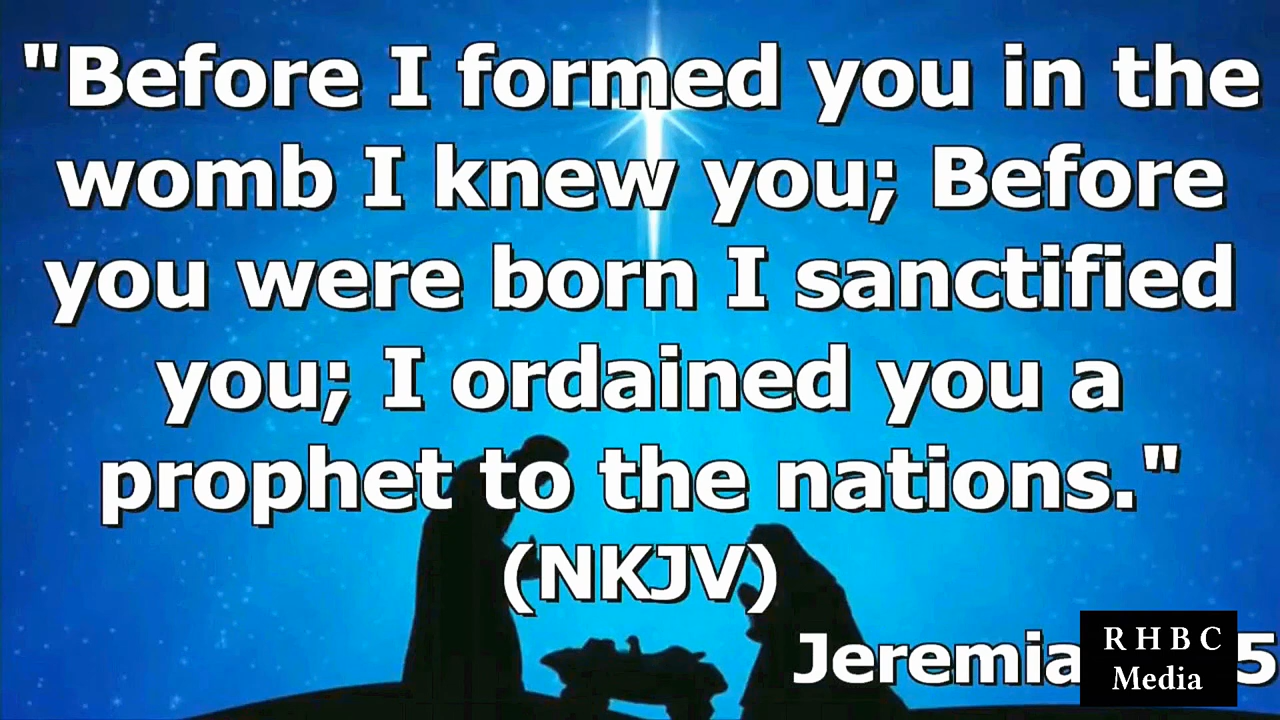 "Before I formed you in the
womb I knew you; Before
you were born I sanctified
you; I ordained you a
prophet to the nations."
(NKJV)
Jeremia 5
R H B C
Media